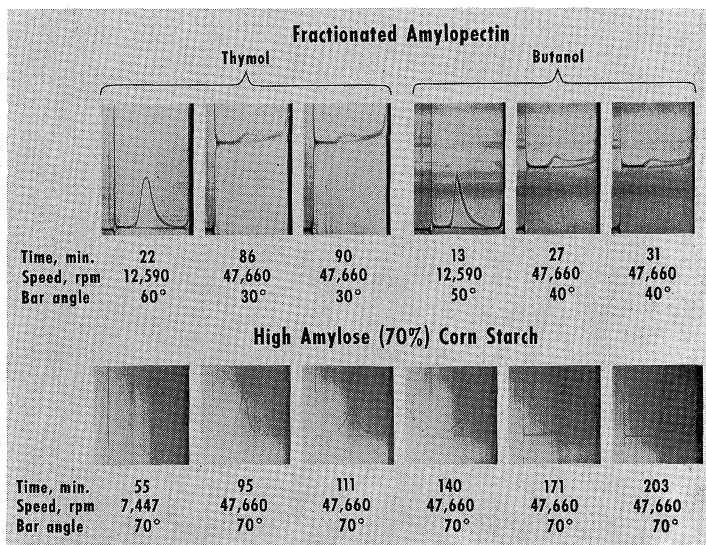 Fractionated Amylopectin
Thymol Butanol
Time, min. 22 86 90 13 27 31
Speed, rpm 12,590 47,660 47,660 12,590 47,660 47,660
Bar angle 60° 30° 30° 50° 40° 40°
High Amylose (70%) Corn Starch
Time, min. 55 95 111 140 171 203
Speed, rpm 7,447 47,660 47,660 47,660 47,660 47,660
Bar angle 70° 70° 70° 70° 70° 70°